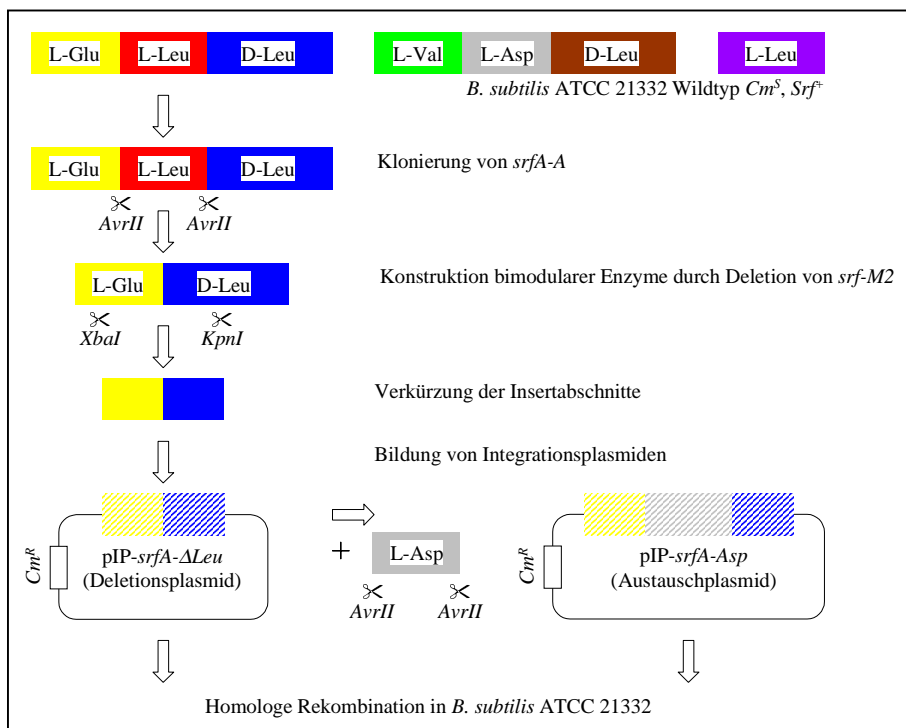 L-Glu L-Leu D-Leu L-Val L-Asp D-Leu L-Leu
B. subtilis ATCC 21332 Wildtyp Cm^S, Srf^+
L-Glu L-Leu D-Leu Klonierung von srfA-A
AvrII AvrII
L-Glu D-Leu Konstruktion bimodularer Enzyme durch Deletion von srf-M2
XbaI KpnI
Verkürzung der Insertabschnitte
Bildung von Integrationsplasmiden
Cm^R
pIP-srfA-ΔLeu
(Deletionsplasmid)
+
L-Asp
AvrII AvrII
Cm^R
pIP-srfA-Asp
(Austauschplasmid)
Homologe Rekombination in B. subtilis ATCC 21332